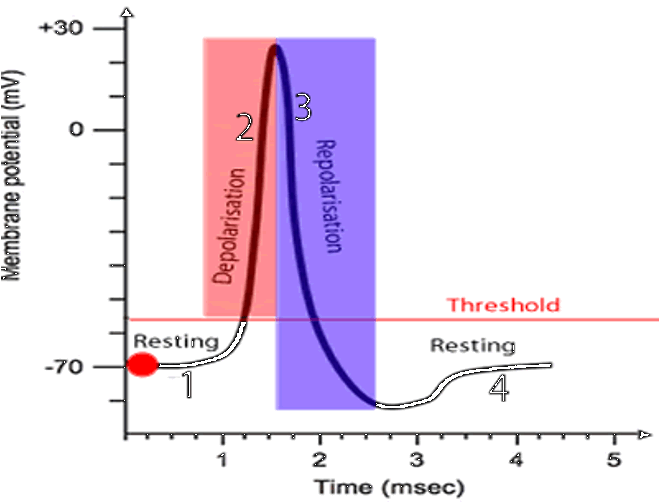 +30
0
-70
Membrane potential (mV)
2
3
Depolarisation
Repolarisation
Threshold
Resting
Resting
1
4
1
2
3
4
5
Time (msec)